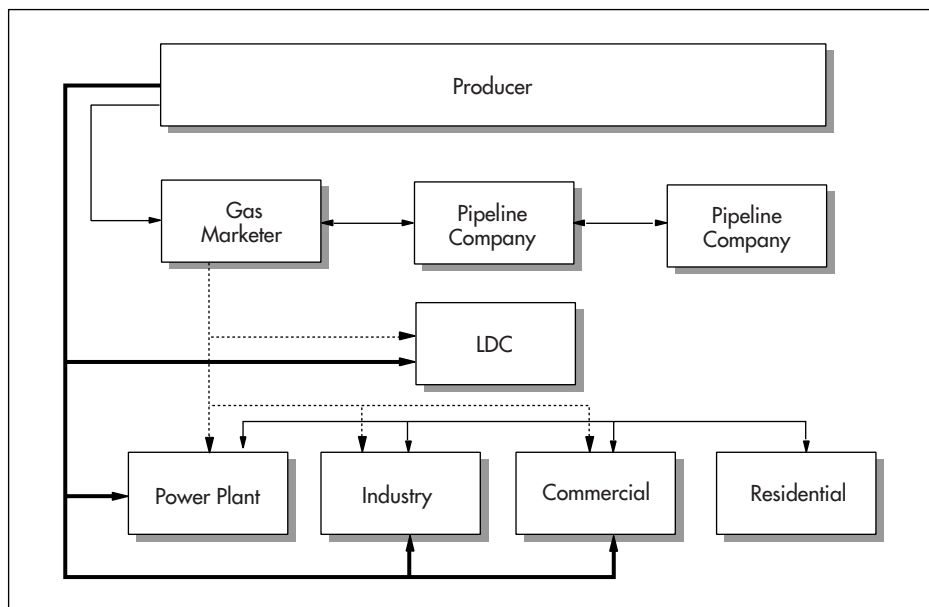 Producer
Gas
Marketer
Pipeline
Company
Pipeline
Company
LDC
Power Plant
Industry
Commercial
Residential